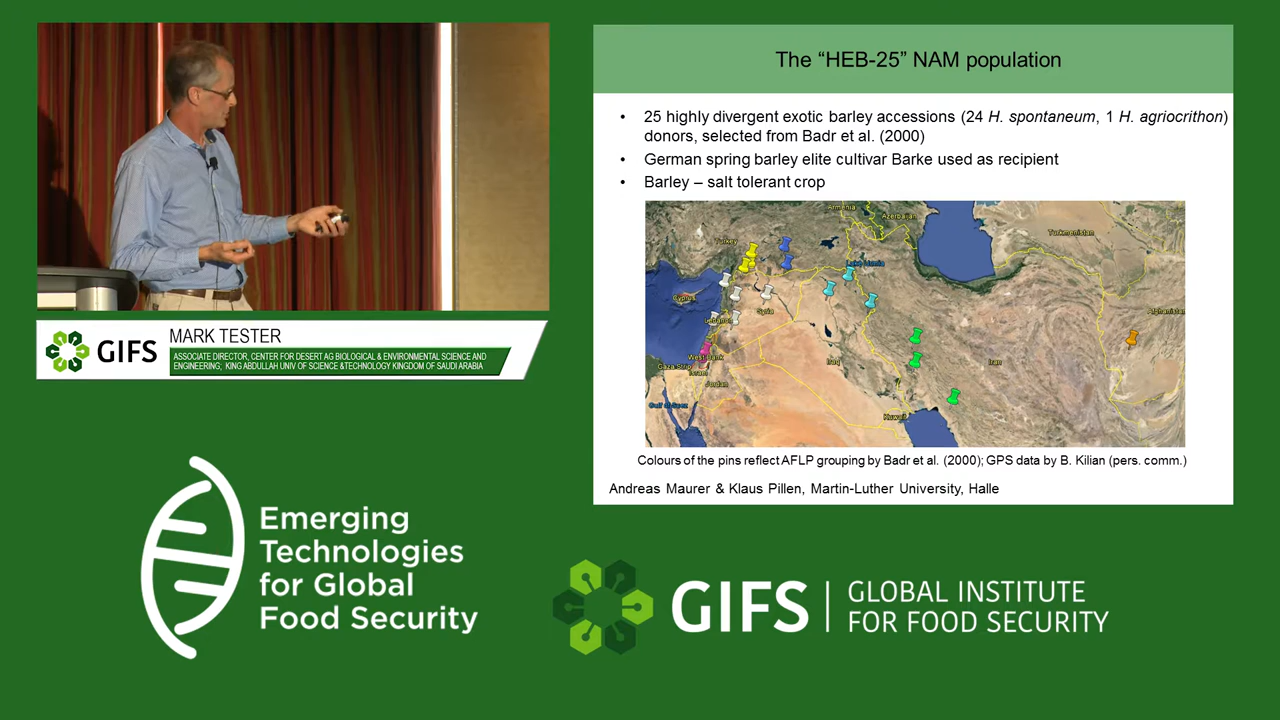 The “HEB-25” NAM population
• 25 highly divergent exotic barley accessions (24 H. spontaneum, 1 H. agriocrithon)
donors, selected from Badr et al. (2000)
• German spring barley elite cultivar Barke used as recipient
• Barley – salt tolerant crop
Armenia
Azerbaijan
Turkey
Turkmenistan
Cyprus
Syria
Lebanon
Afghanistan
West Bank
Iraq
Iran
Gaza Strip
Israel
Jordan
Kuwait
Colours of the pins reflect AFLP grouping by Badr et al. (2000); GPS data by B. Kilian (pers. comm.)
Andreas Maurer & Klaus Pillen, Martin-Luther University, Halle
GIFS
MARK TESTER
ASSOCIATE DIRECTOR, CENTER FOR DESERT AG BIOLOGICAL & ENVIRONMENTAL SCIENCE AND
ENGINEERING; KING ABDULLAH UNIV OF SCIENCE &TECHNOLOGY KINGDOM OF SAUDI ARABIA
Emerging
Technologies
for Global
Food Security
GIFS
GLOBAL INSTITUTE
FOR FOOD SECURITY